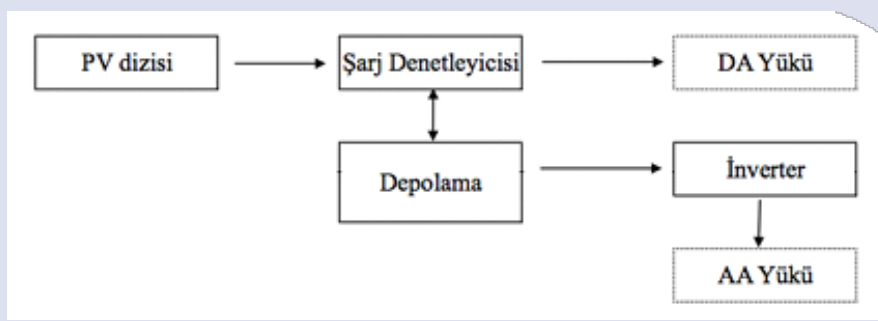 PV dizisi
Şarj Denetleyicisi
DA Yükü
Depolama
İnverter
AA Yükü